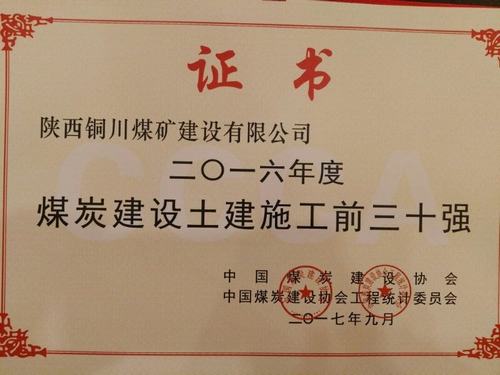 证书
陕西铜川煤矿建设有限公司
二〇一六年度
煤炭建设土建施工前三十强
中国煤炭建设协会
中国煤炭建设协会工程统计委员会
二〇一七年九月
CCCA